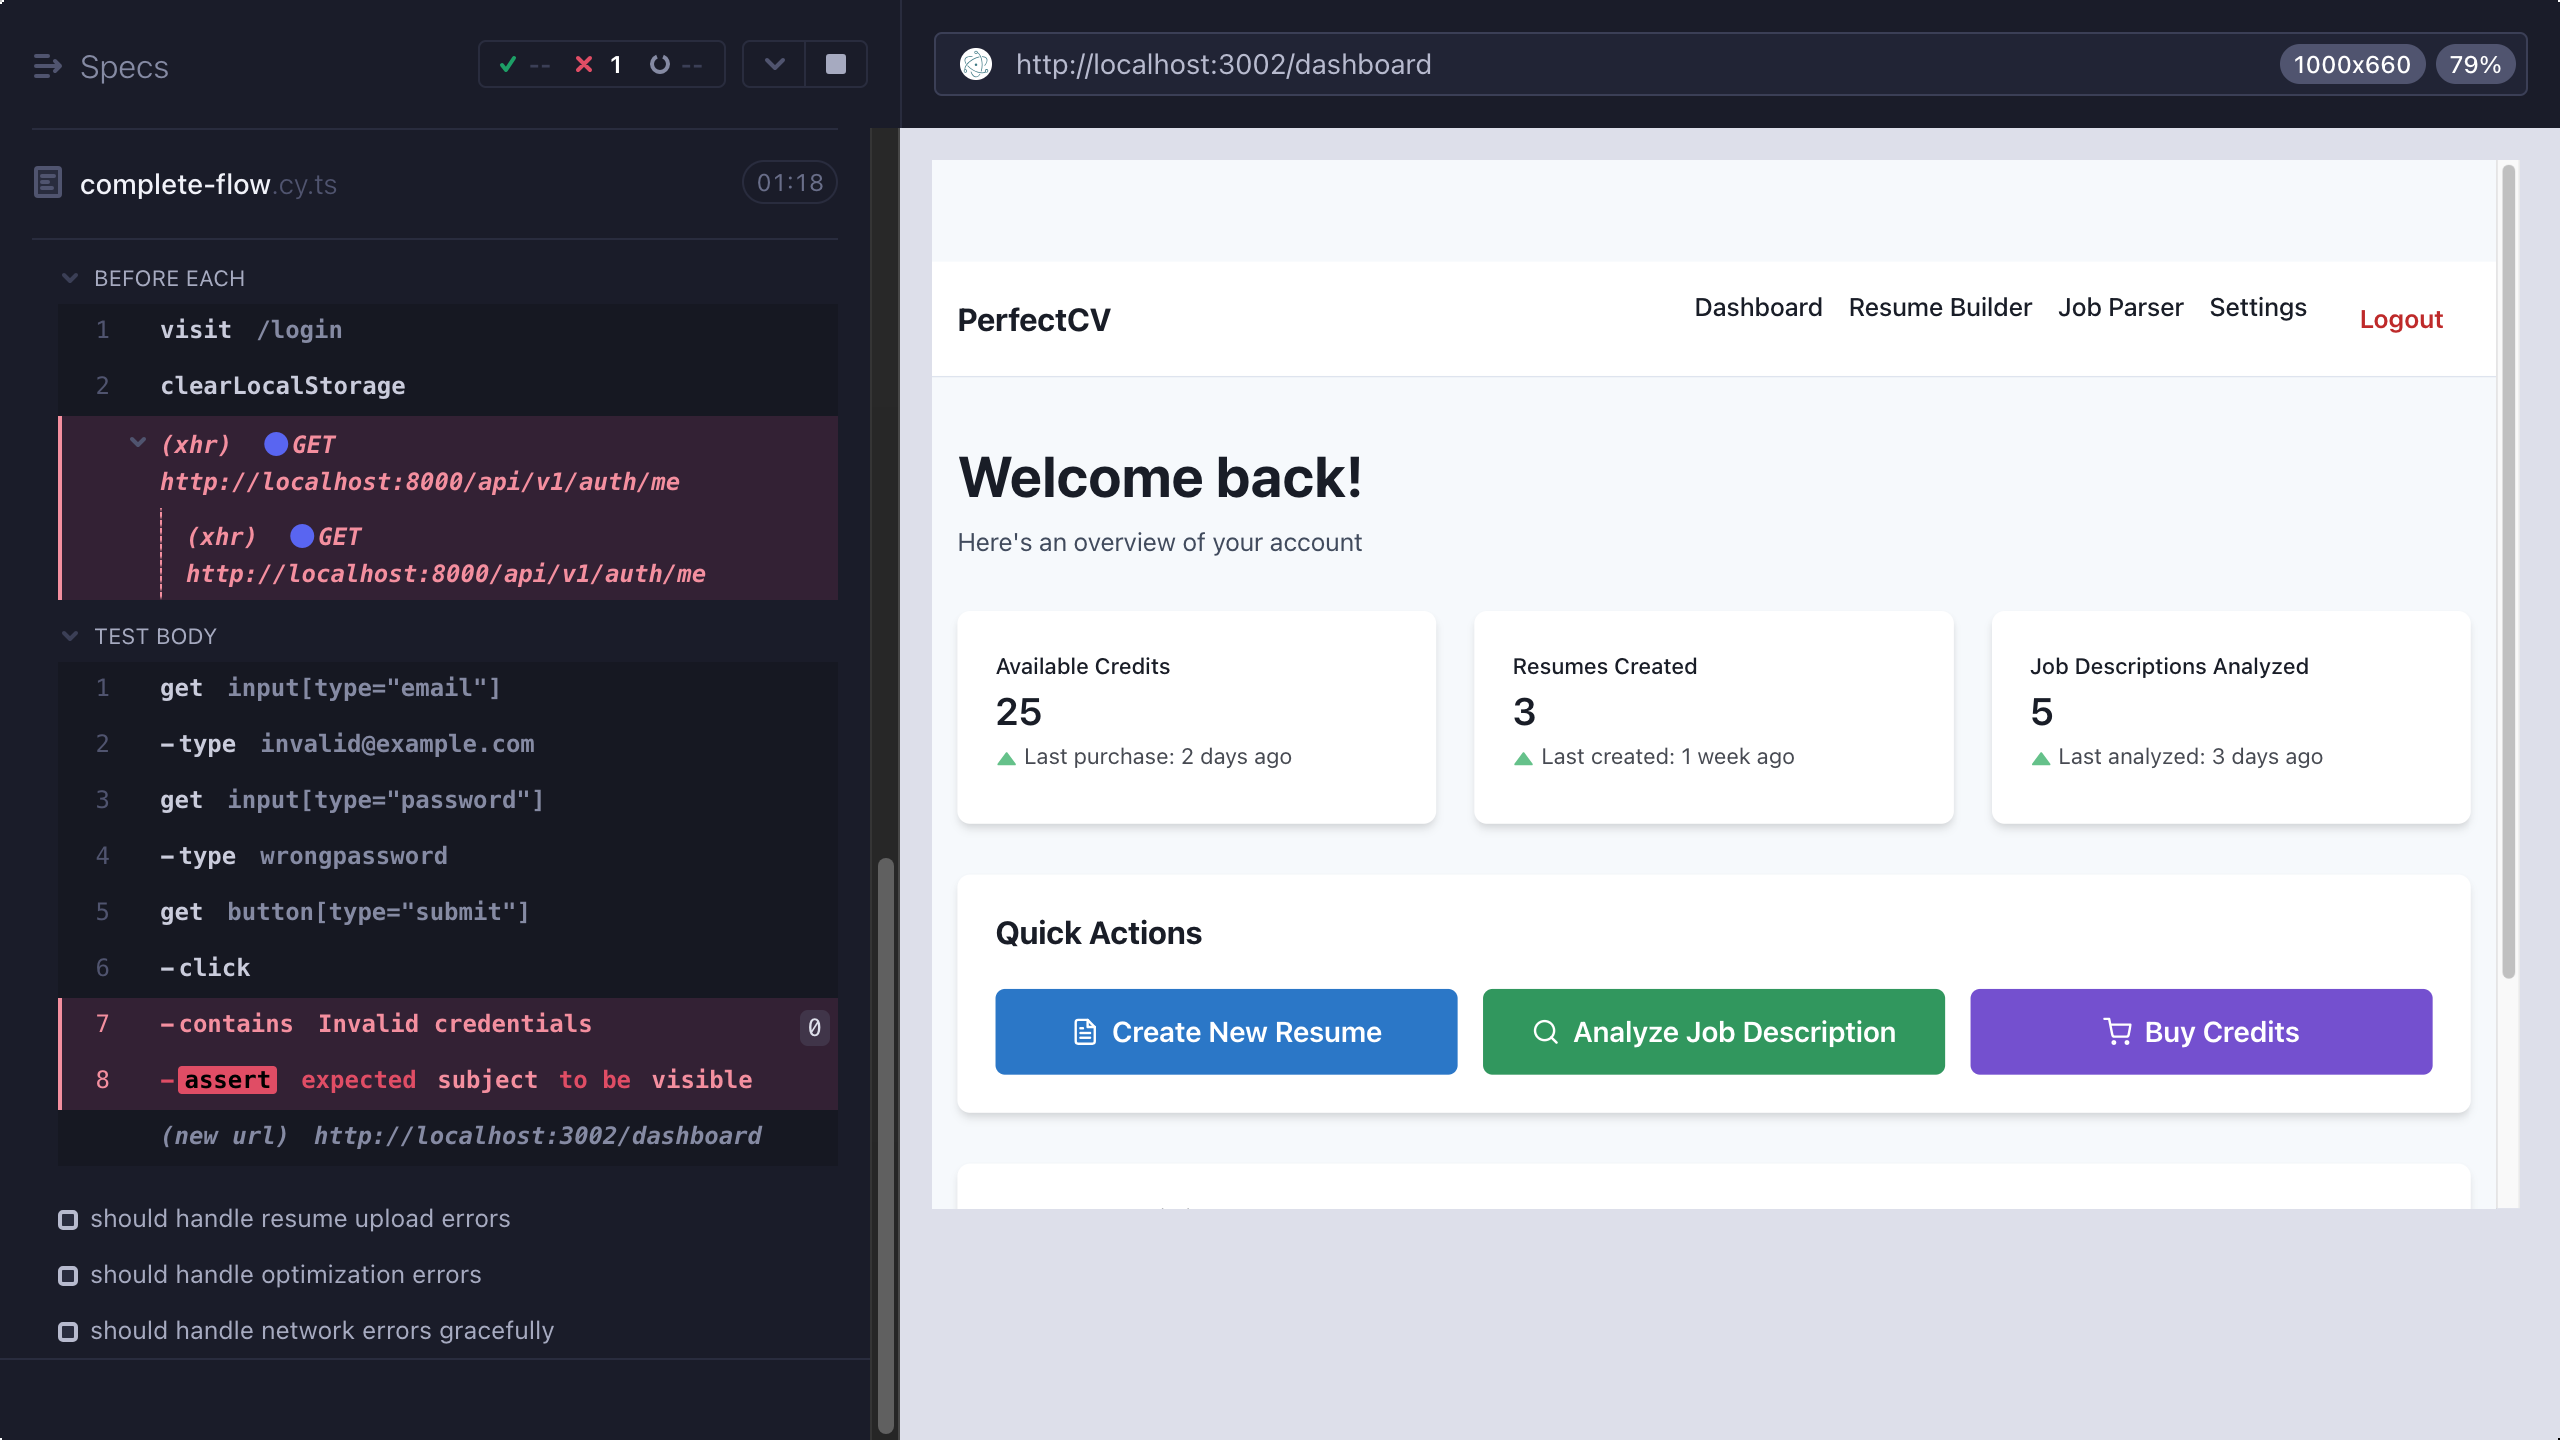 Specs
-- 1 --
complete-flow.cy.ts 01:18
BEFORE EACH
1 visit /login
2 clearLocalStorage
(xhr) GET
http://localhost:8000/api/v1/auth/me
(xhr) GET
http://localhost:8000/api/v1/auth/me
TEST BODY
1 get input[type="email"]
2 -type invalid@example.com
3 get input[type="password"]
4 -type wrongpassword
5 get button[type="submit"]
6 -click
7 -contains Invalid credentials 0
8 -assert expected subject to be visible
(new url) http://localhost:3002/dashboard
should handle resume upload errors
should handle optimization errors
should handle network errors gracefully
http://localhost:3002/dashboard 1000x660 79%
PerfectCV Dashboard Resume Builder Job Parser Settings Logout
Welcome back!
Here's an overview of your account
Available Credits
25
Last purchase: 2 days ago
Resumes Created
3
Last created: 1 week ago
Job Descriptions Analyzed
5
Last analyzed: 3 days ago
Quick Actions
Create New Resume Analyze Job Description Buy Credits